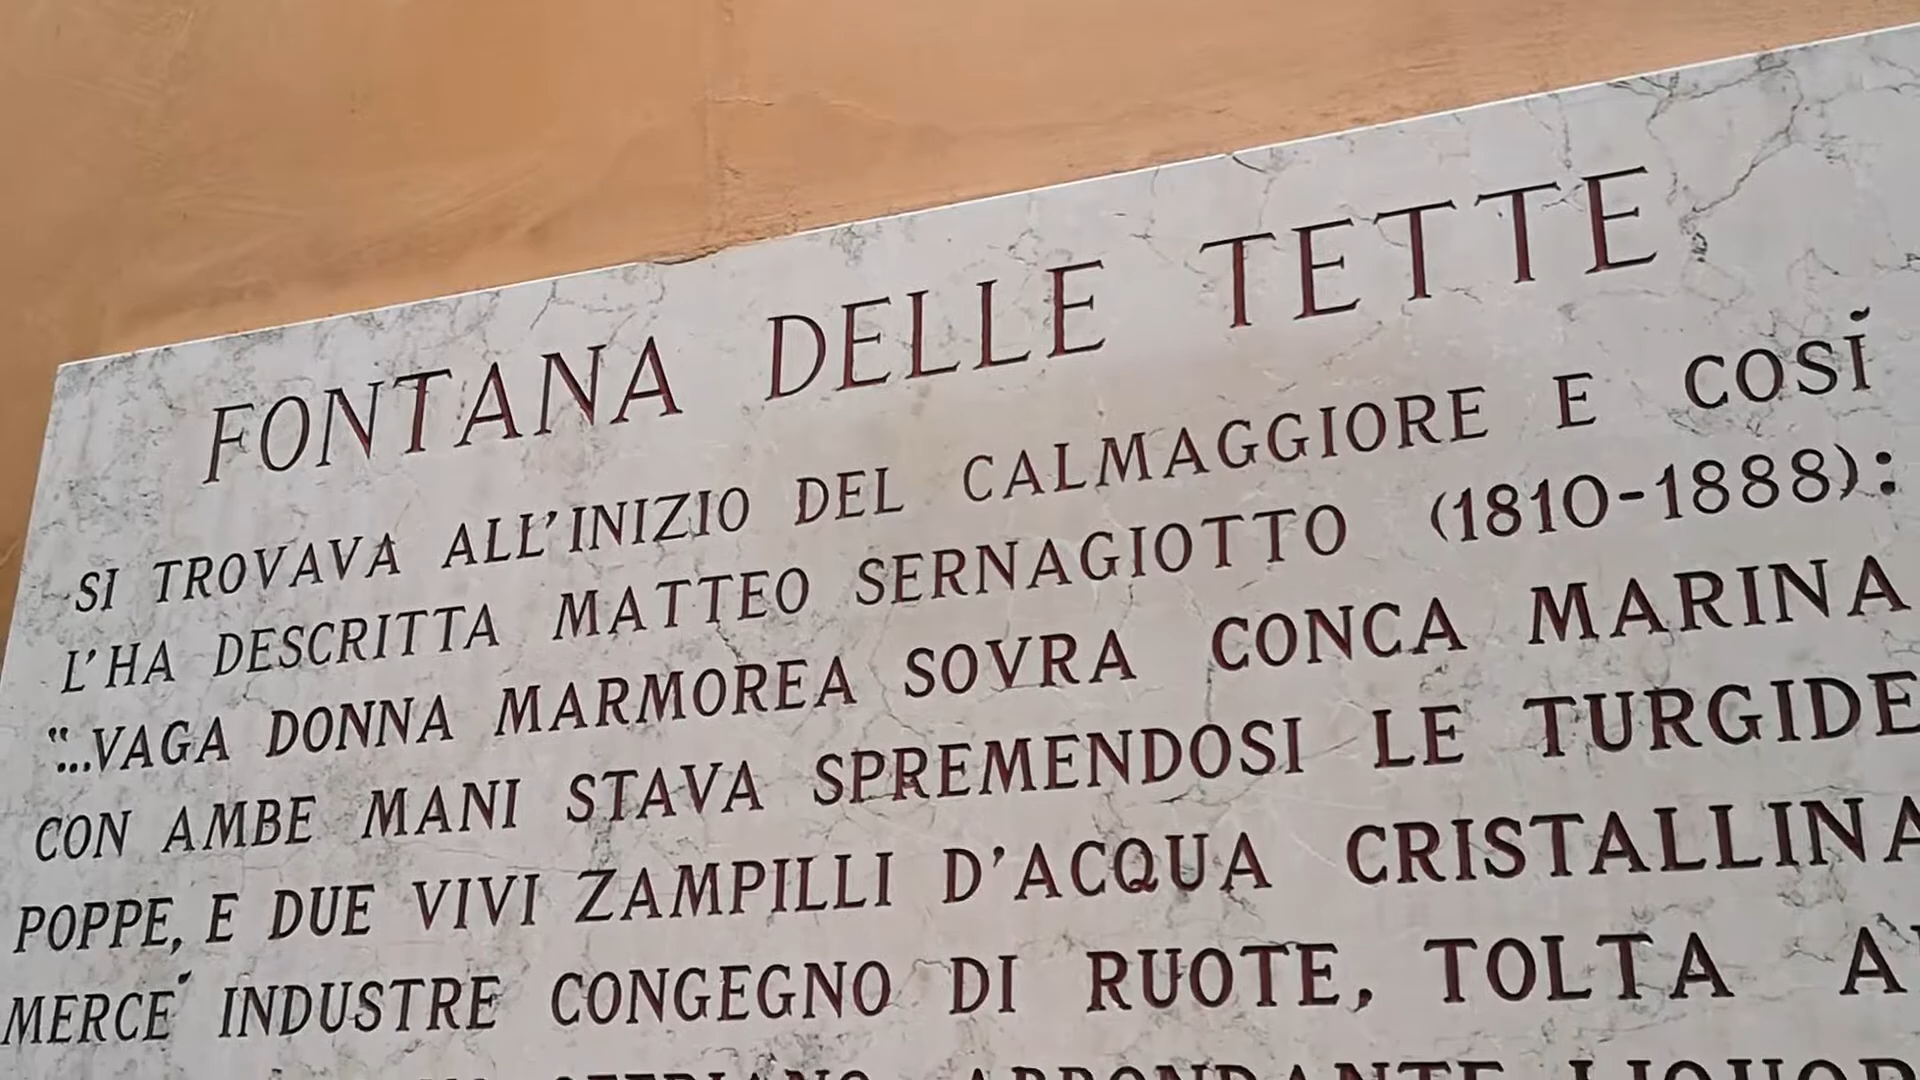 FONTANA DELLE TETTE
SI TROVAVA ALL'INIZIO DEL CALMAGGIORE E COSÍ
L'HA DESCRITTA MATTEO SERNAGIOTTO (1810-1888):
“...VAGA DONNA MARMOREA SOVRA CONCA MARINA
CON AMBE MANI STAVA SPREMENDOSI LE TURGIDE
POPPE, E DUE VIVI ZAMPILLI D'ACQUA CRISTALLINA
MERCÉ INDUSTRE CONGEGNO DI RUOTE, TOLTA
ABBONDANTE